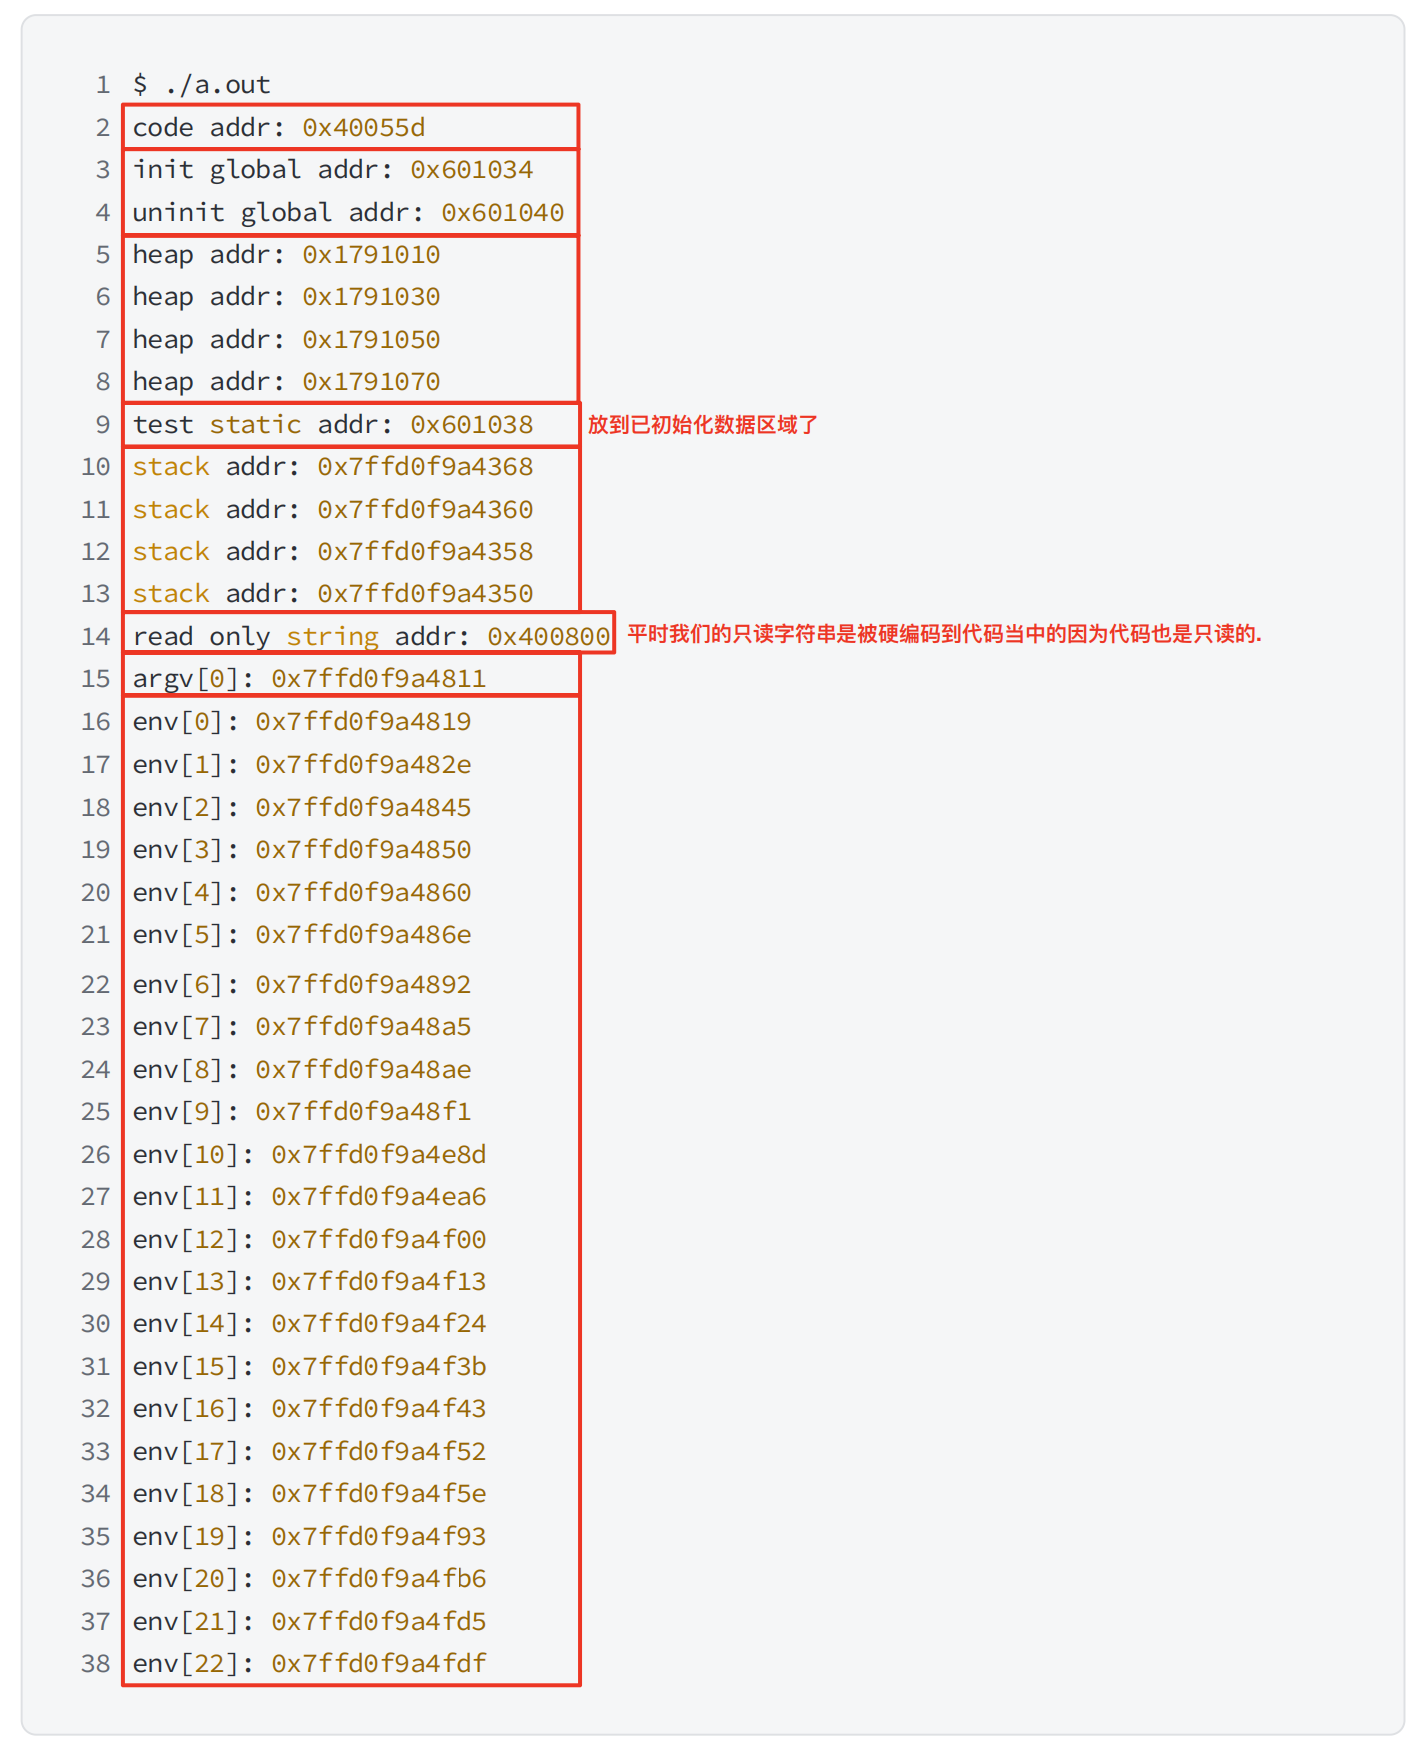 1 $ ./a.out
2 code addr: 0x40055d
3 init global addr: 0x601034
4 uninit global addr: 0x601040
5 heap addr: 0x1791010
6 heap addr: 0x1791030
7 heap addr: 0x1791050
8 heap addr: 0x1791070
9 test static addr: 0x601038 放到已初始化数据区域了
10 stack addr: 0x7ffd0f9a4368
11 stack addr: 0x7ffd0f9a4360
12 stack addr: 0x7ffd0f9a4358
13 stack addr: 0x7ffd0f9a4350
14 read only string addr: 0x400800 平时我们的只读字符串是被硬编码到代码当中的因为代码也是只读的.
15 argv[0]: 0x7ffd0f9a4811
16 env[0]: 0x7ffd0f9a4819
17 env[1]: 0x7ffd0f9a482e
18 env[2]: 0x7ffd0f9a4845
19 env[3]: 0x7ffd0f9a4850
20 env[4]: 0x7ffd0f9a4860
21 env[5]: 0x7ffd0f9a486e
22 env[6]: 0x7ffd0f9a4892
23 env[7]: 0x7ffd0f9a48a5
24 env[8]: 0x7ffd0f9a48ae
25 env[9]: 0x7ffd0f9a48f1
26 env[10]: 0x7ffd0f9a4e8d
27 env[11]: 0x7ffd0f9a4ea6
28 env[12]: 0x7ffd0f9a4f00
29 env[13]: 0x7ffd0f9a4f13
30 env[14]: 0x7ffd0f9a4f24
31 env[15]: 0x7ffd0f9a4f3b
32 env[16]: 0x7ffd0f9a4f43
33 env[17]: 0x7ffd0f9a4f52
34 env[18]: 0x7ffd0f9a4f5e
35 env[19]: 0x7ffd0f9a4f93
36 env[20]: 0x7ffd0f9a4fb6
37 env[21]: 0x7ffd0f9a4fd5
38 env[22]: 0x7ffd0f9a4fdf